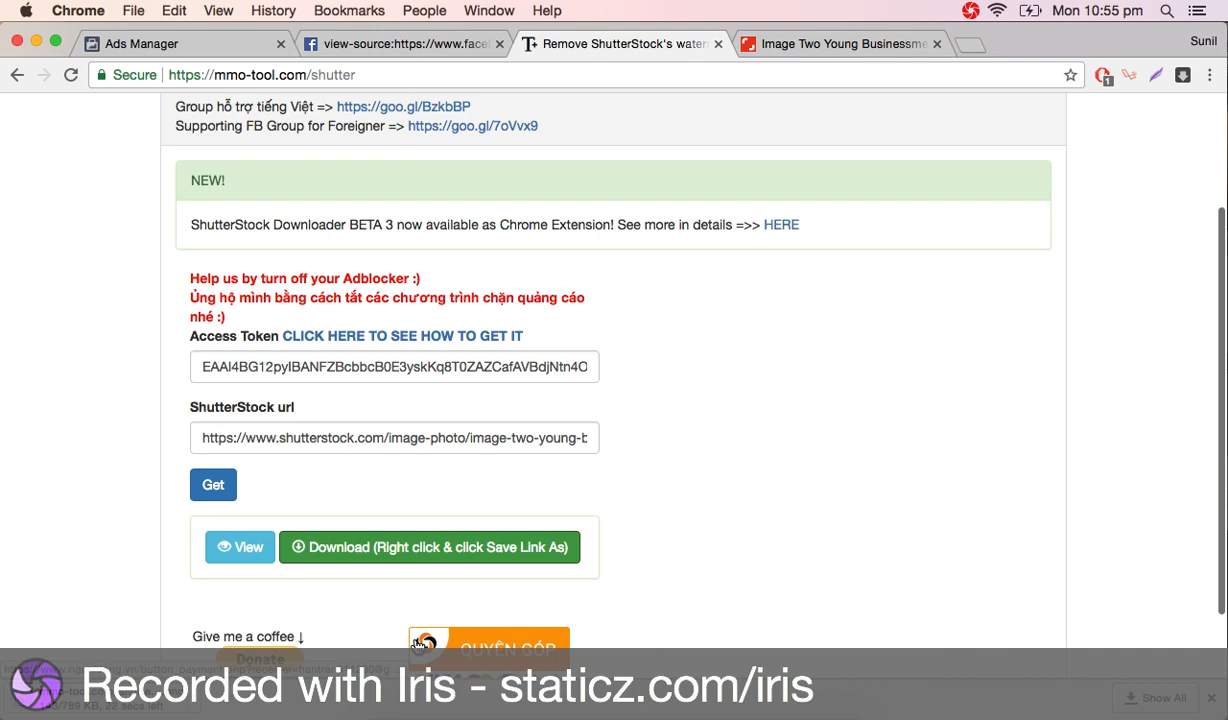 Chrome File Edit View History Bookmarks People Window Help Mon 10:55 pm
Ads Manager view-source:https://www.face Remove ShutterStock's water Image Two Young Businessme Sunil
Secure https://mmo-tool.com/shutter 1
Group hỗ trợ tiếng Việt => https://goo.gl/BzkbBP
Supporting FB Group for Foreigner => https://goo.gl/7oVvx9
NEW!
ShutterStock Downloader BETA 3 now available as Chrome Extension! See more in details =>> HERE
Help us by turn off your Adblocker :)
Ủng hộ mình bằng cách tắt các chương trình chặn quảng cáo
nhé :)
Access Token CLICK HERE TO SEE HOW TO GET IT
EAAI4BG12pyIBANFZBcbbcB0E3yskKq8T0ZAZCafAVBdjNtn4C
ShutterStock url
https://www.shutterstock.com/image-photo/image-two-young-b
Get
View Download (Right click & click Save Link As)
Give me a coffee ↓
QUYÊN GÓP
Donate
Recorded with Iris - staticz.com/iris
789 KB, 22 secs left
Show All